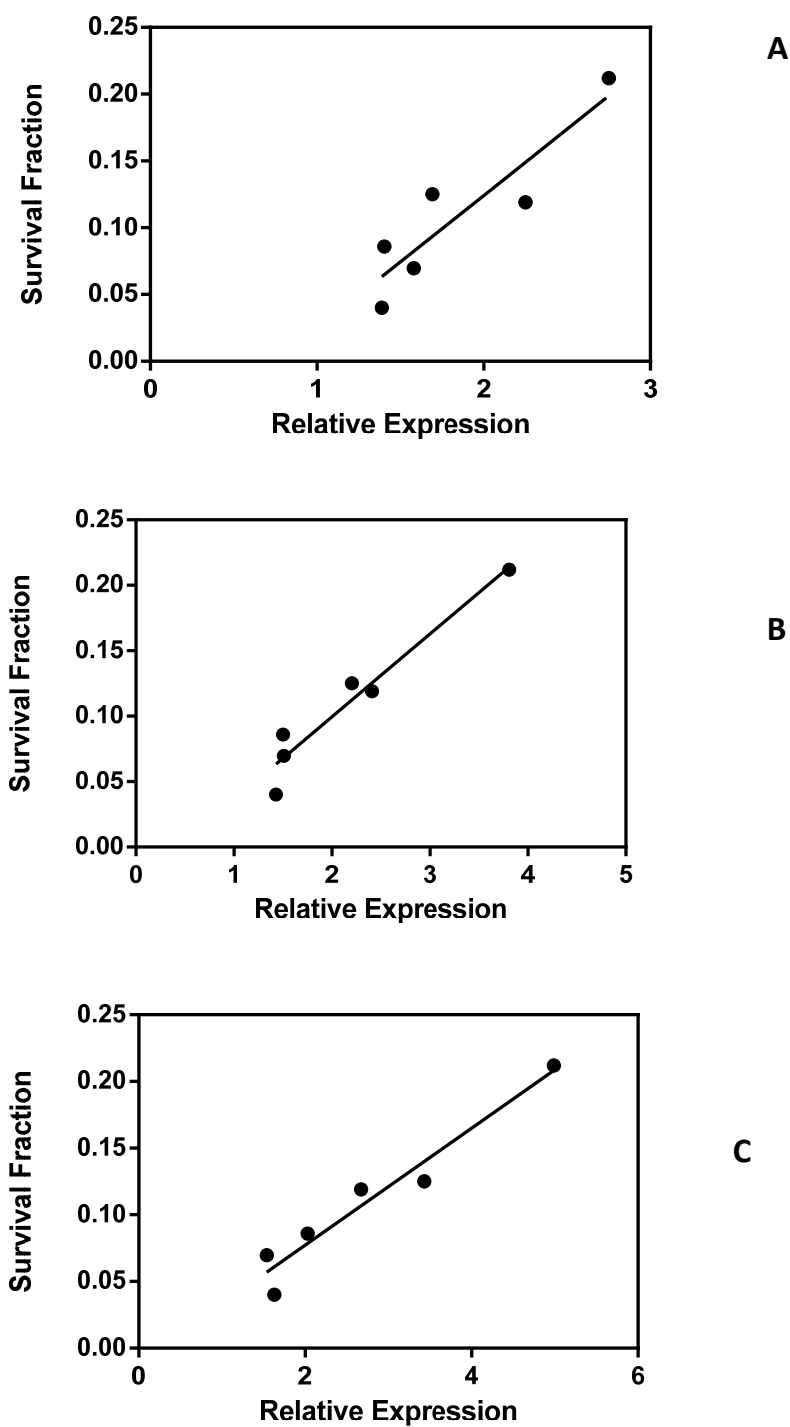 A
0.25
0.20
0.15
0.10
0.05
0.00
Survival Fraction
0 1 2 3
Relative Expression
B
0.25
0.20
0.15
0.10
0.05
0.00
Survival Fraction
0 1 2 3 4 5
Relative Expression
C
0.25
0.20
0.15
0.10
0.05
0.00
Survival Fraction
0 2 4 6
Relative Expression